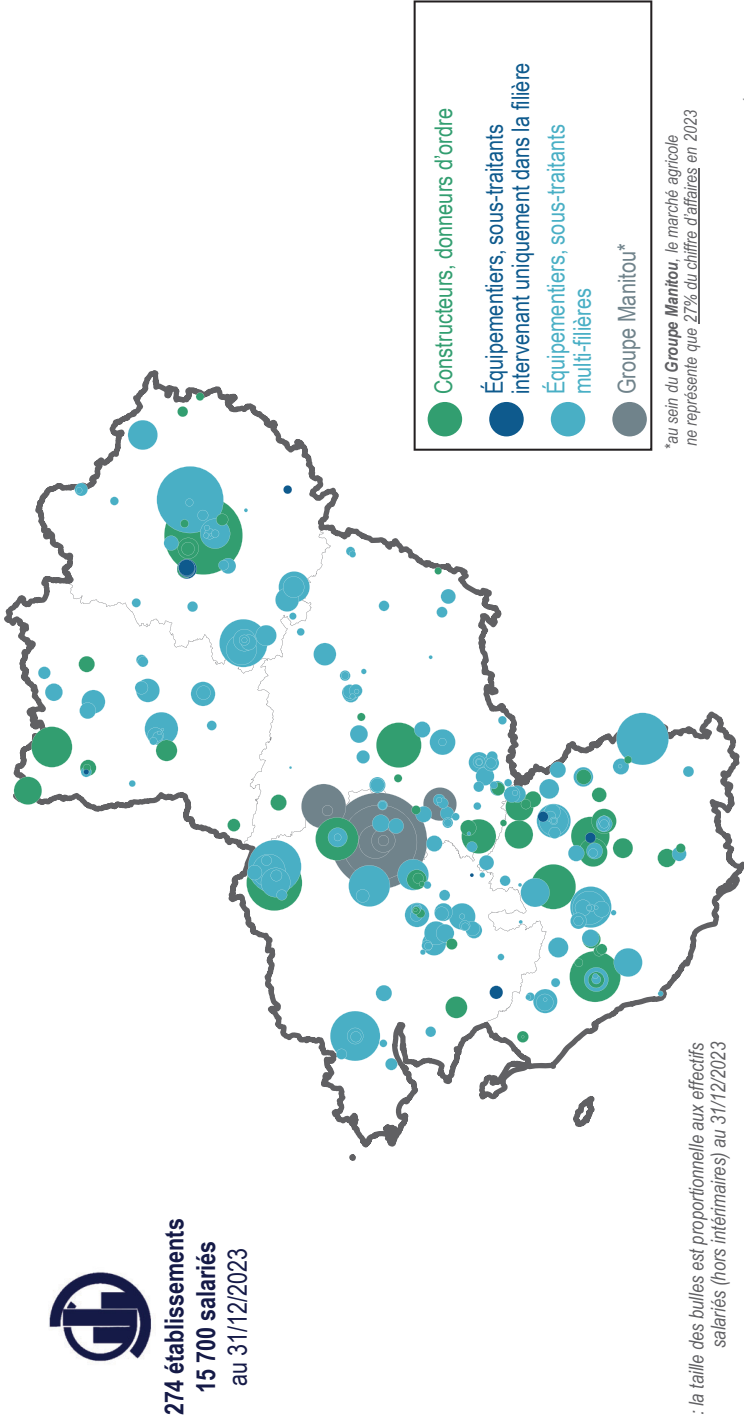 274 établissements
15 700 salariés
au 31/12/2023
Constructeurs, donneurs d'ordre
Équipementiers, sous-traitants
intervenant uniquement dans la filière
Équipementiers, sous-traitants
multi-filières
Groupe Manitou*
*au sein du Groupe Manitou, le marché agricole
ne représente que 27% du chiffre d'affaires en 2023
: la taille des bulles est proportionnelle aux effectifs
salariés (hors intérimaires) au 31/12/2023